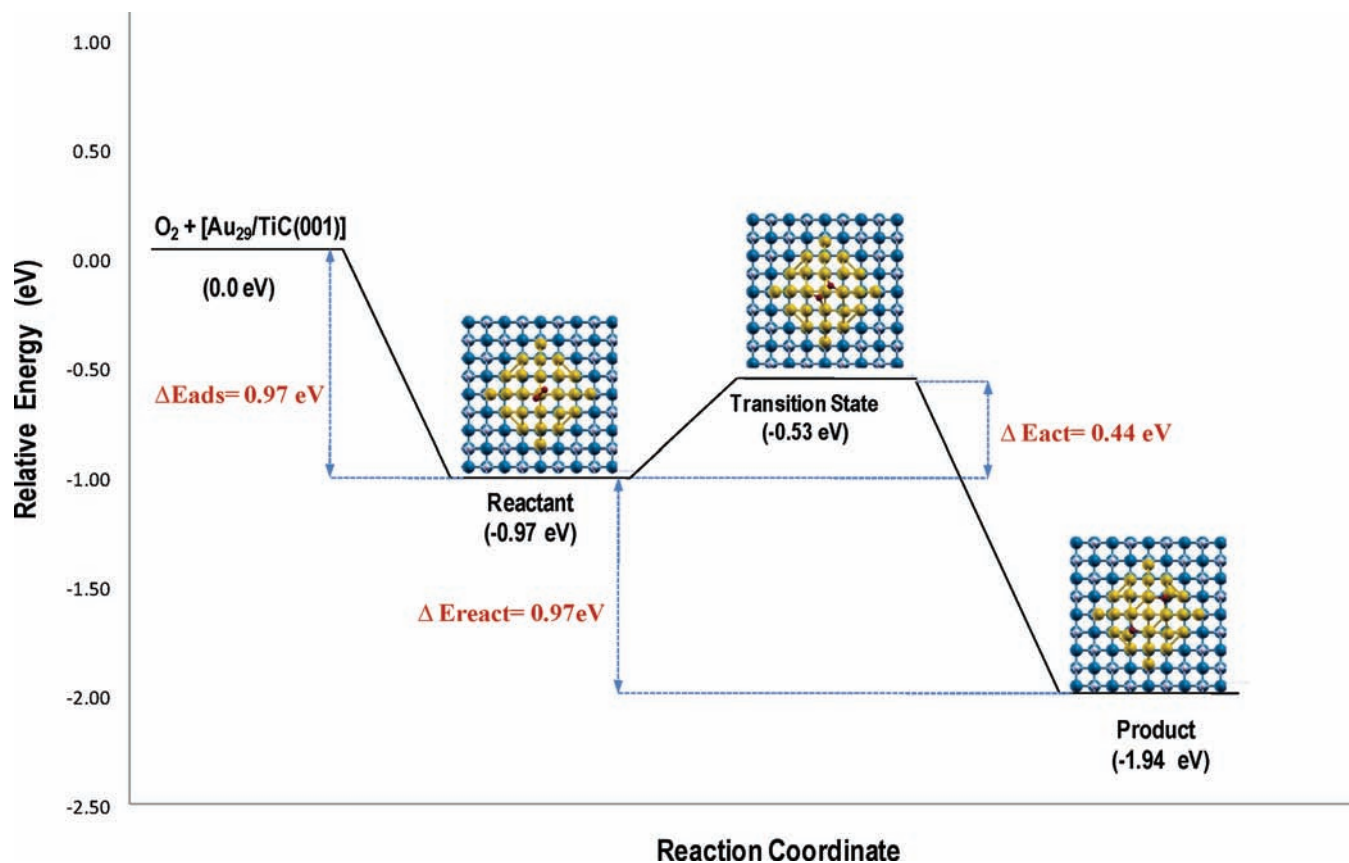 1.00
0.50
O₂ + [Au₂₉/TiC(001)]
0.00
(0.0 eV)
-0.50
ΔEads= 0.97 eV
Transition State
(-0.53 eV)
Δ Eact= 0.44 eV
-1.00
Reactant
(-0.97 eV)
-1.50
Δ Ereact= 0.97eV
-2.00
Product
(-1.94 eV)
-2.50
Relative Energy (eV)
Reaction Coordinate